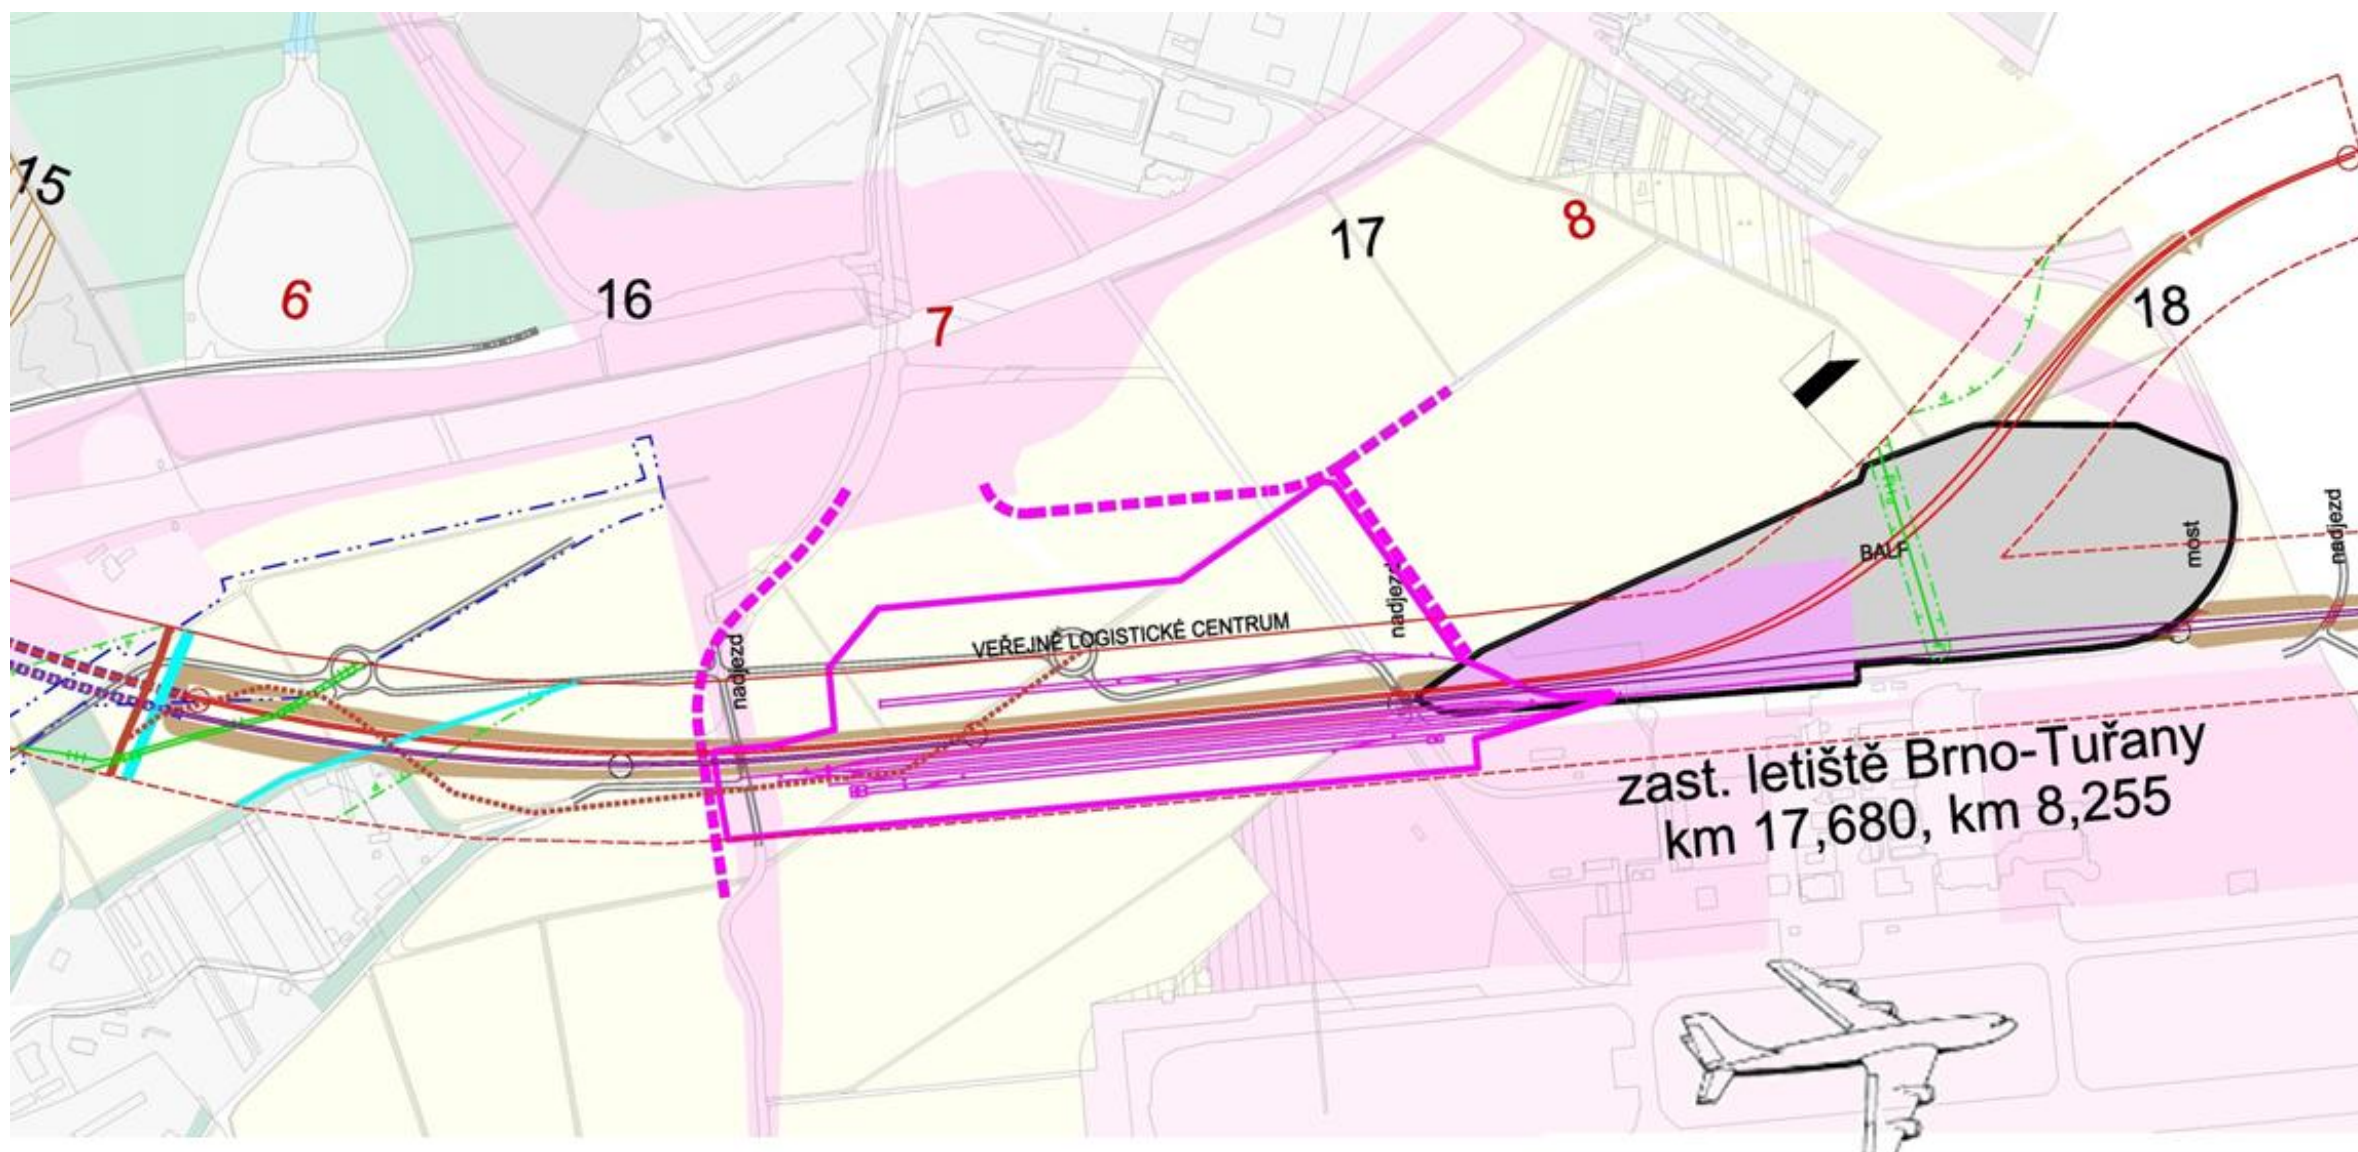 15
6
16
7
17
8
18
nadjezd
VEŘEJNÉ LOGISTICKÉ CENTRUM
nadjezd
BALF
most
nadjezd
zast. letiště Brno-Tuřany
km 17,680, km 8,255